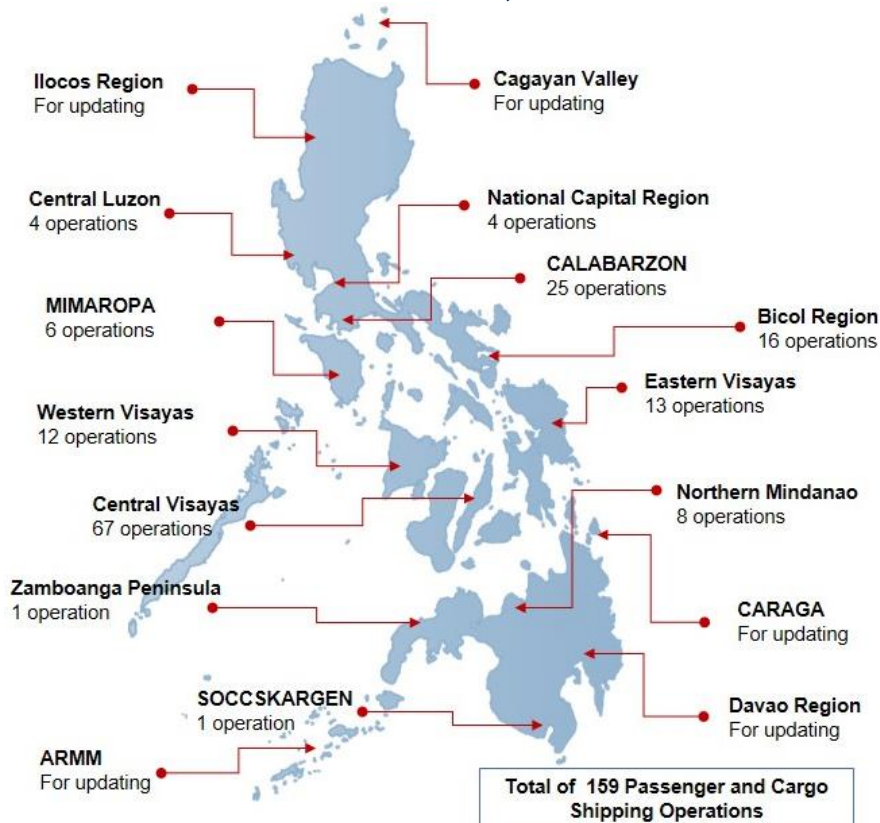 Ilocos Region
For updating
Cagayan Valley
For updating
Central Luzon
4 operations
National Capital Region
4 operations
CALABARZON
25 operations
MIMAROPA
6 operations
Bicol Region
16 operations
Eastern Visayas
13 operations
Western Visayas
12 operations
Northern Mindanao
8 operations
Central Visayas
67 operations
Zamboanga Peninsula
1 operation
CARAGA
For updating
SOCCSKARGEN
1 operation
Davao Region
For updating
ARMM
For updating
Total of 159 Passenger and Cargo
Shipping Operations